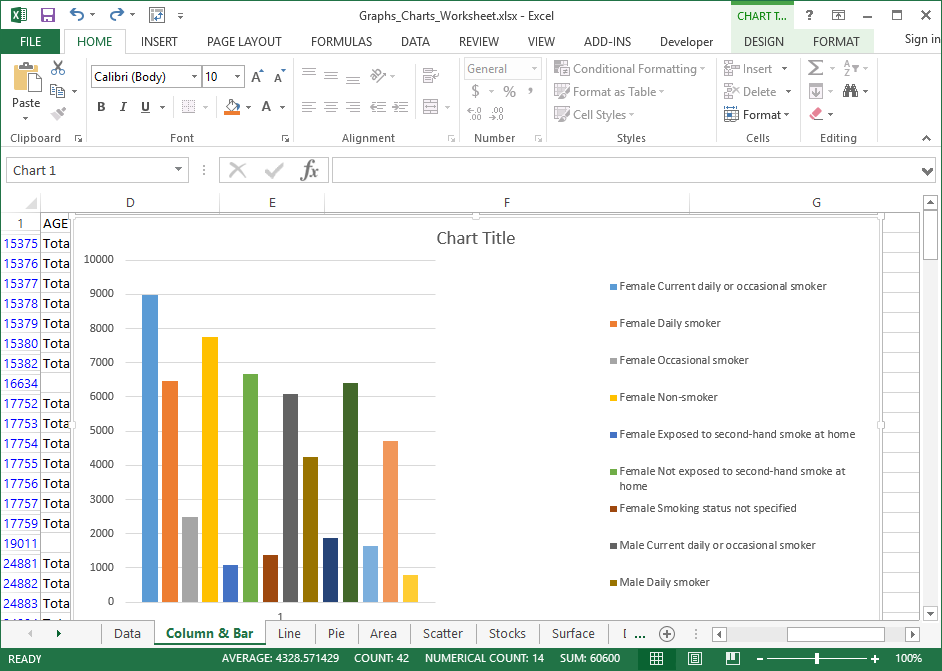 Graphs_Charts_Worksheet.xlsx - Excel
CHART T...
?
FILE HOME INSERT PAGE LAYOUT FORMULAS DATA REVIEW VIEW ADD-INS Developer DESIGN FORMAT Sign in
Paste
Calibri (Body) 10 A A
B I U A
General
$ % ,
Conditional Formatting
Format as Table
Cell Styles
Insert
Delete
Format
Clipboard Font Alignment Number Styles Cells Editing
Chart 1 fx
D E F G
1 AGE
15375 Tota
15376 Tota
15377 Tota
15378 Tota
15379 Tota
15380 Tota
15382 Tota
16634
17752 Tota
17753 Tota
17754 Tota
17755 Tota
17756 Tota
17757 Tota
17759 Tota
19011
24881 Tota
24882 Tota
24883 Tota
Chart Title
10000
9000
8000
7000
6000
5000
4000
3000
2000
1000
0
1
Female Current daily or occasional smoker
Female Daily smoker
Female Occasional smoker
Female Non-smoker
Female Exposed to second-hand smoke at home
Female Not exposed to second-hand smoke at
home
Female Smoking status not specified
Male Current daily or occasional smoker
Male Daily smoker
Data Column & Bar Line Pie Area Scatter Stocks Surface ...
READY AVERAGE: 4328.571429 COUNT: 42 NUMERICAL COUNT: 14 SUM: 60600 100%